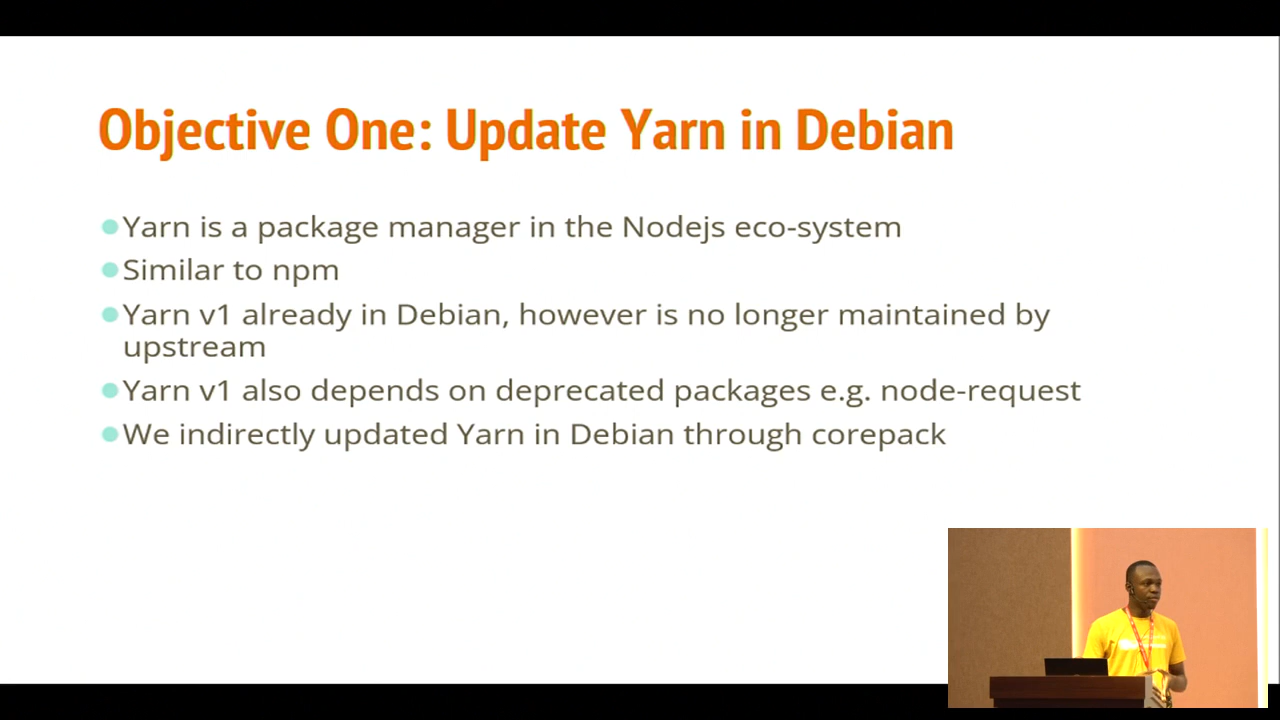 Objective One: Update Yarn in Debian
Yarn is a package manager in the Nodejs eco-system
Similar to npm
Yarn v1 already in Debian, however is no longer maintained by
upstream
Yarn v1 also depends on deprecated packages e.g. node-request
We indirectly updated Yarn in Debian through corepack